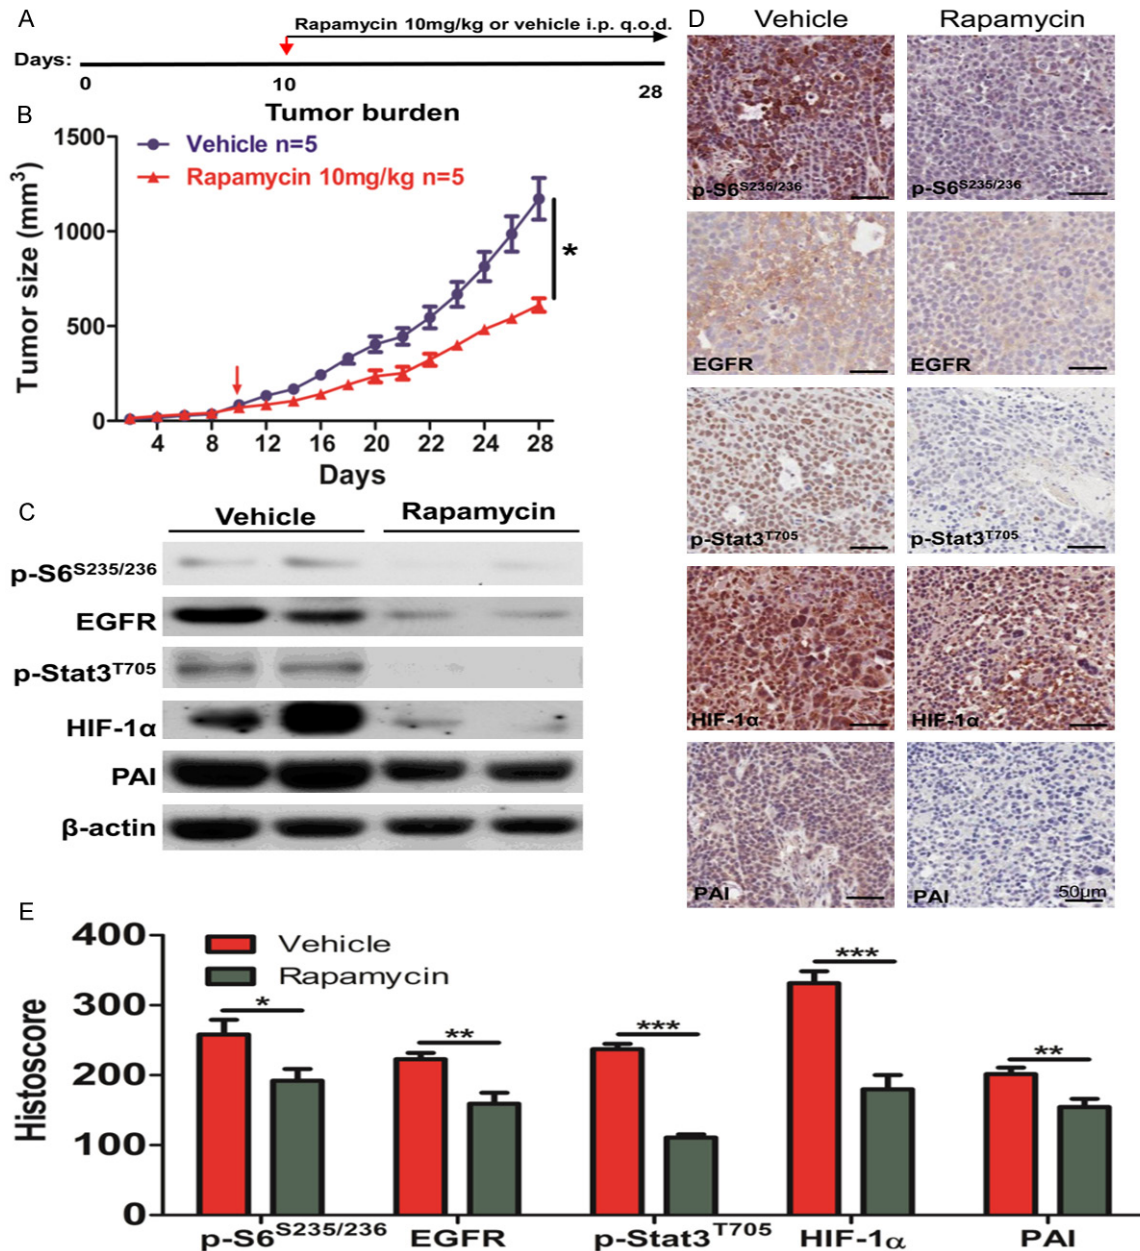 A
Rapamycin 10mg/kg or vehicle i.p. q.o.d.
Days:
0
10
28
B
Tumor burden
Tumor size (mm³)
1500
1000
500
0
Vehicle n=5
Rapamycin 10mg/kg n=5
*
4 8 12 16 20 22 24 28
Days
C
Vehicle Rapamycin
p-S6S235/236
EGFR
p-Stat3T705
HIF-1α
PAI
β-actin
D
Vehicle Rapamycin
p-S6S235/236 p-S6S235/236
EGFR EGFR
p-Stat3T705 p-Stat3T705
HIF-1α HIF-1α
PAI PAI 50μm
E
Histoscore
400
300
200
100
0
Vehicle
Rapamycin
* ** *** *** **
p-S6S235/236 EGFR p-Stat3T705 HIF-1α PAI